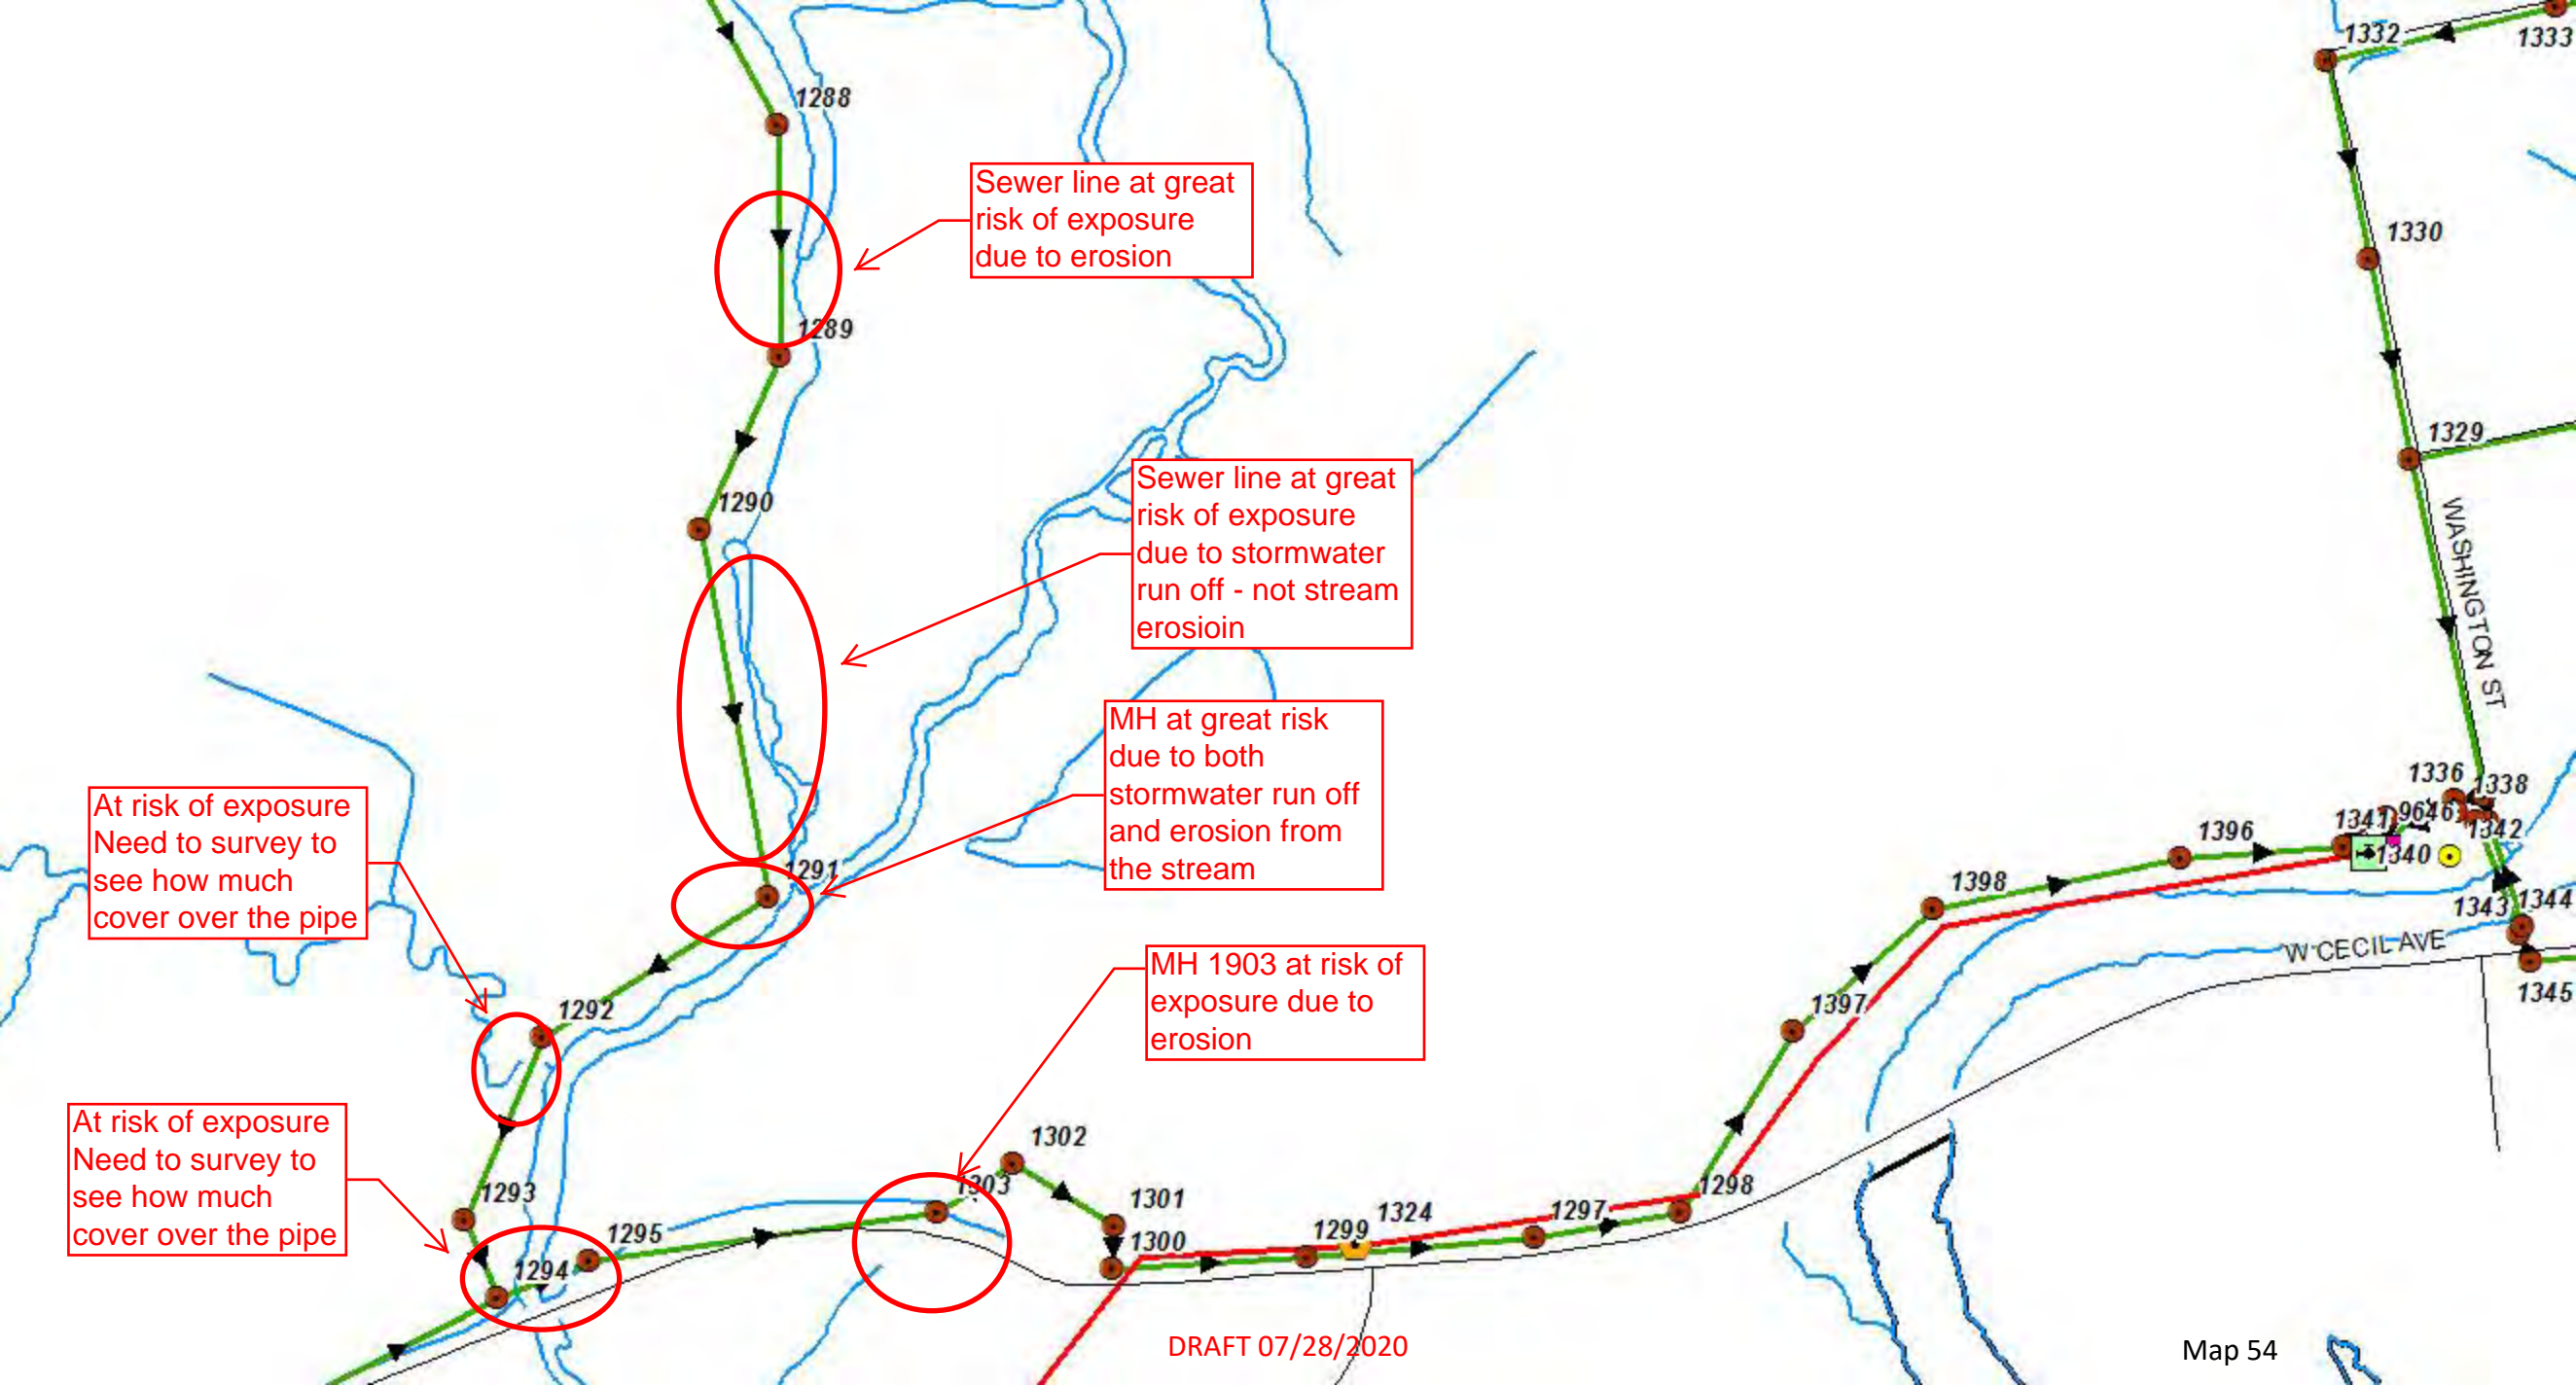 1332
1333
1288
Sewer line at great
risk of exposure
due to erosion
1330
1289
1329
1290
Sewer line at great
risk of exposure
due to stormwater
run off - not stream
erosioin
WASHINGTON ST
MH at great risk
due to both
stormwater run off
and erosion from
the stream
At risk of exposure
Need to survey to
see how much
cover over the pipe
1336
1338
1341
9646
1342
1396
1340
1291
1398
1343
1344
W CECIL AVE
MH 1903 at risk of
exposure due to
erosion
1345
1292
1397
At risk of exposure
Need to survey to
see how much
cover over the pipe
1302
1293
1303
1301
1298
1295
1300
1299
1324
1297
1294
DRAFT 07/28/2020
Map 54